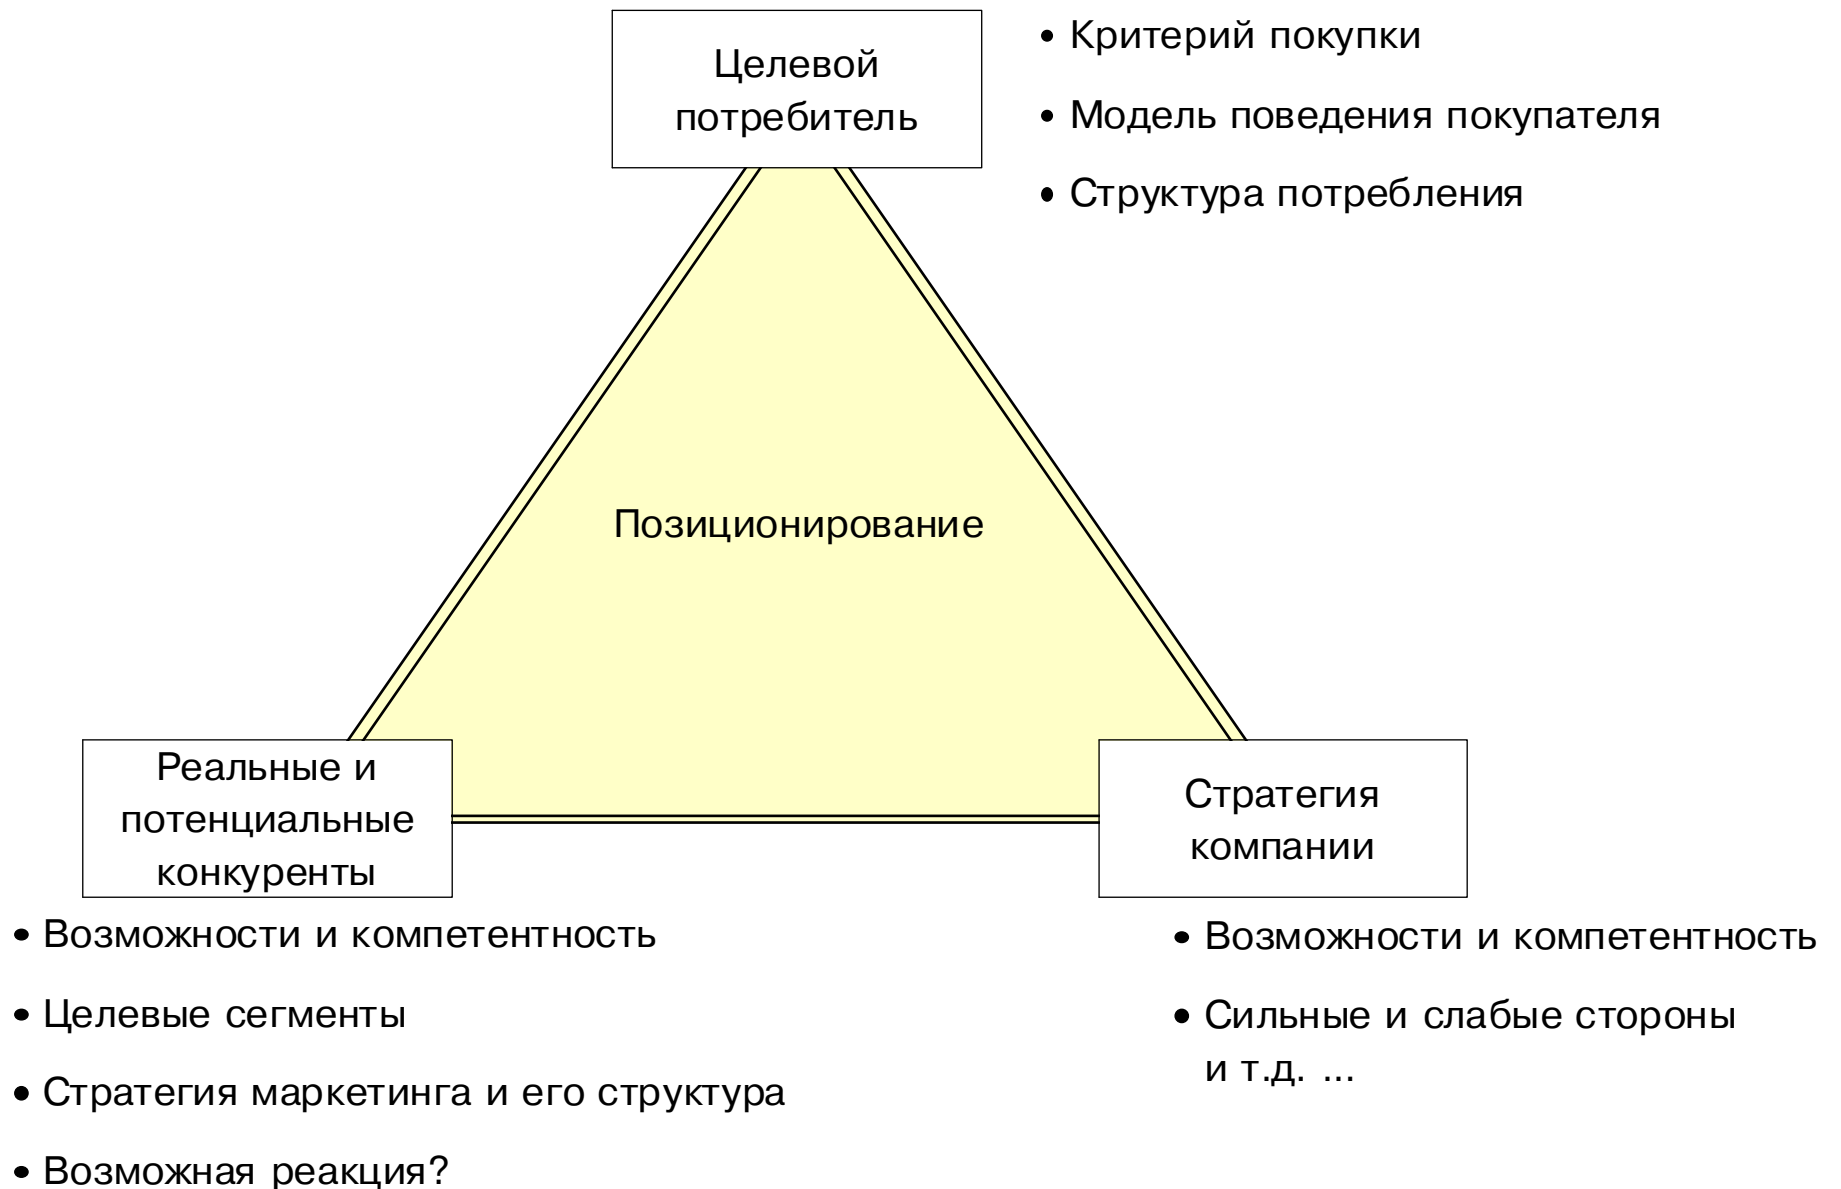 Целевой
потребитель
• Критерий покупки
• Модель поведения покупателя
• Структура потребления
Позиционирование
Реальные и
потенциальные
конкуренты
• Возможности и компетентность
• Целевые сегменты
• Стратегия маркетинга и его структура
• Возможная реакция?
Стратегия
компании
• Возможности и компетентность
• Сильные и слабые стороны
и т.д. ...